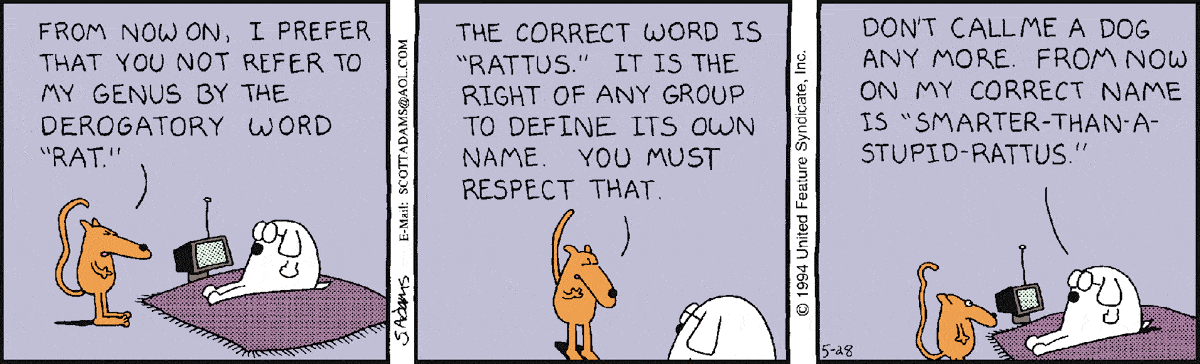 FROM NOW ON, I PREFER
THAT YOU NOT REFER TO
MY GENUS BY THE
DEROGATORY WORD
"RAT."
S.ADAMS
E-Mail: SCOTTADAMS@AOL.COM
THE CORRECT WORD IS
"RATTUS." IT IS THE
RIGHT OF ANY GROUP
TO DEFINE ITS OWN
NAME. YOU MUST
RESPECT THAT.
© 1994 United Feature Syndicate, Inc.
DON'T CALL ME A DOG
ANY MORE. FROM NOW
ON MY CORRECT NAME
IS "SMARTER-THAN-A-
STUPID-RATTUS."
5-28